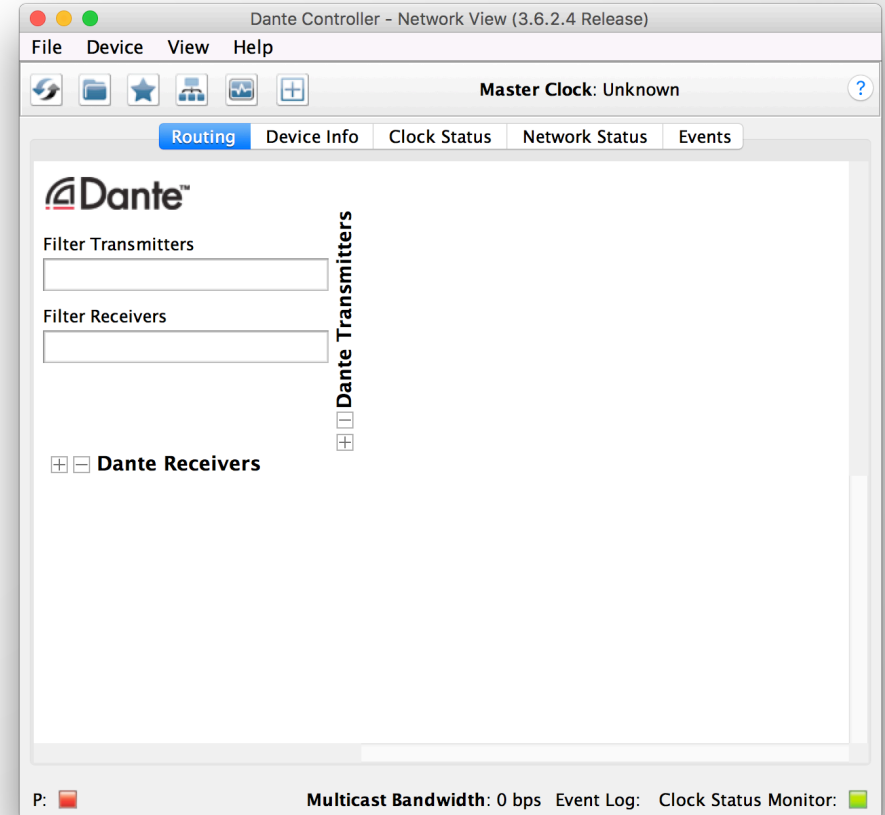 Dante Controller - Network View (3.6.2.4 Release)
File Device View Help
Master Clock: Unknown ?
Routing Device Info Clock Status Network Status Events
Dante™
Filter Transmitters
Filter Receivers
Dante Transmitters
Dante Receivers
P: Multicast Bandwidth: 0 bps Event Log: Clock Status Monitor: